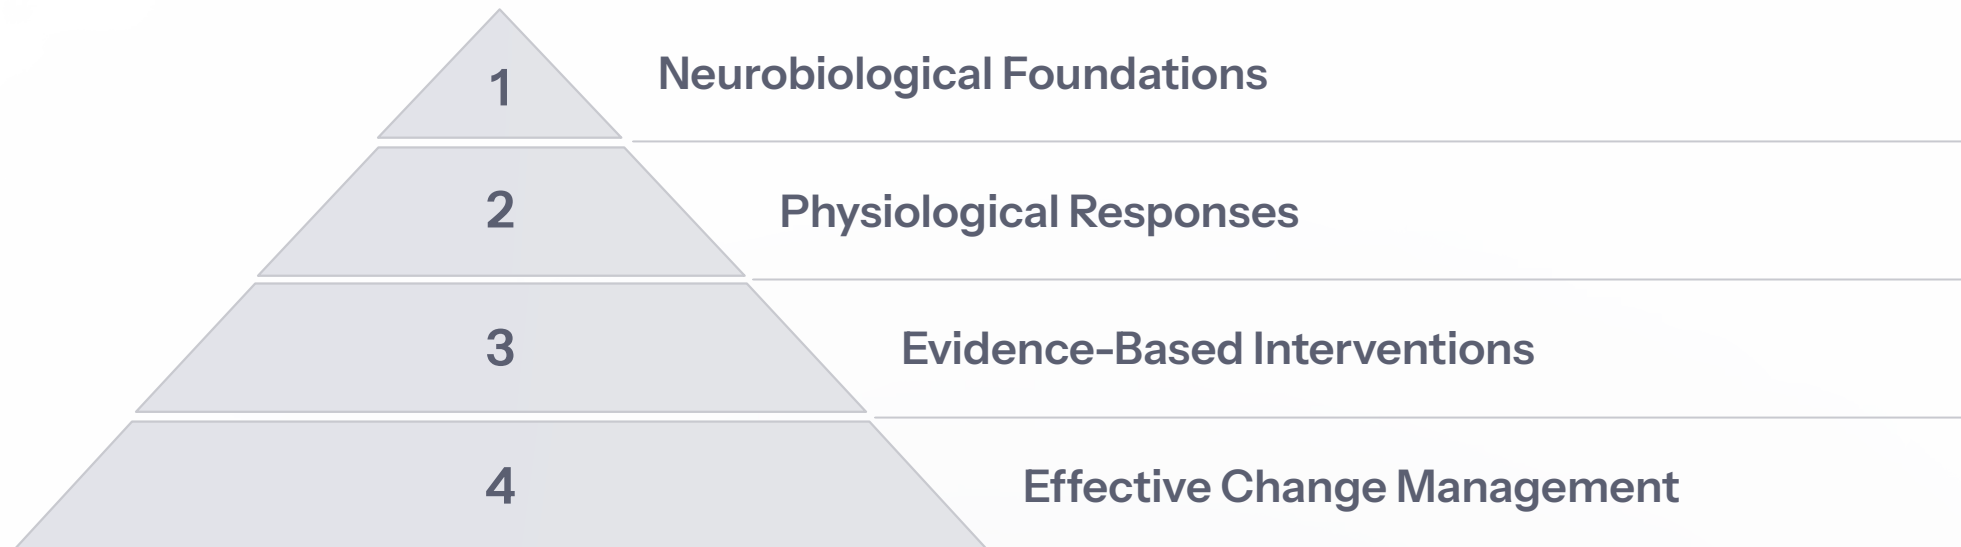 1
Neurobiological Foundations
2
Physiological Responses
3
Evidence-Based Interventions
4
Effective Change Management